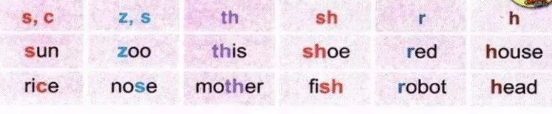 s, c z, s th sh r h
sun zoo this shoe red house
rice nose mother fish robot head